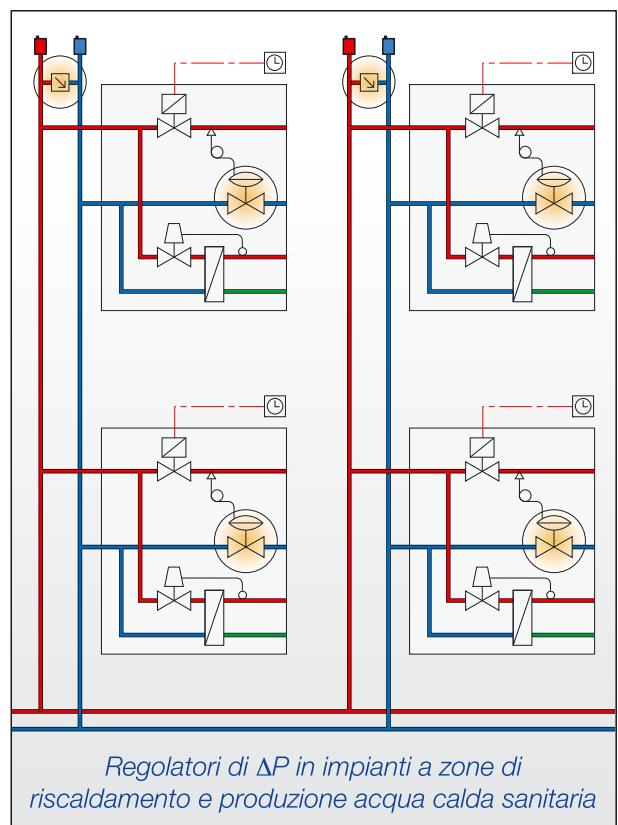 Regolatori di ΔP in impianti a zone di
riscaldamento e produzione acqua calda sanitaria